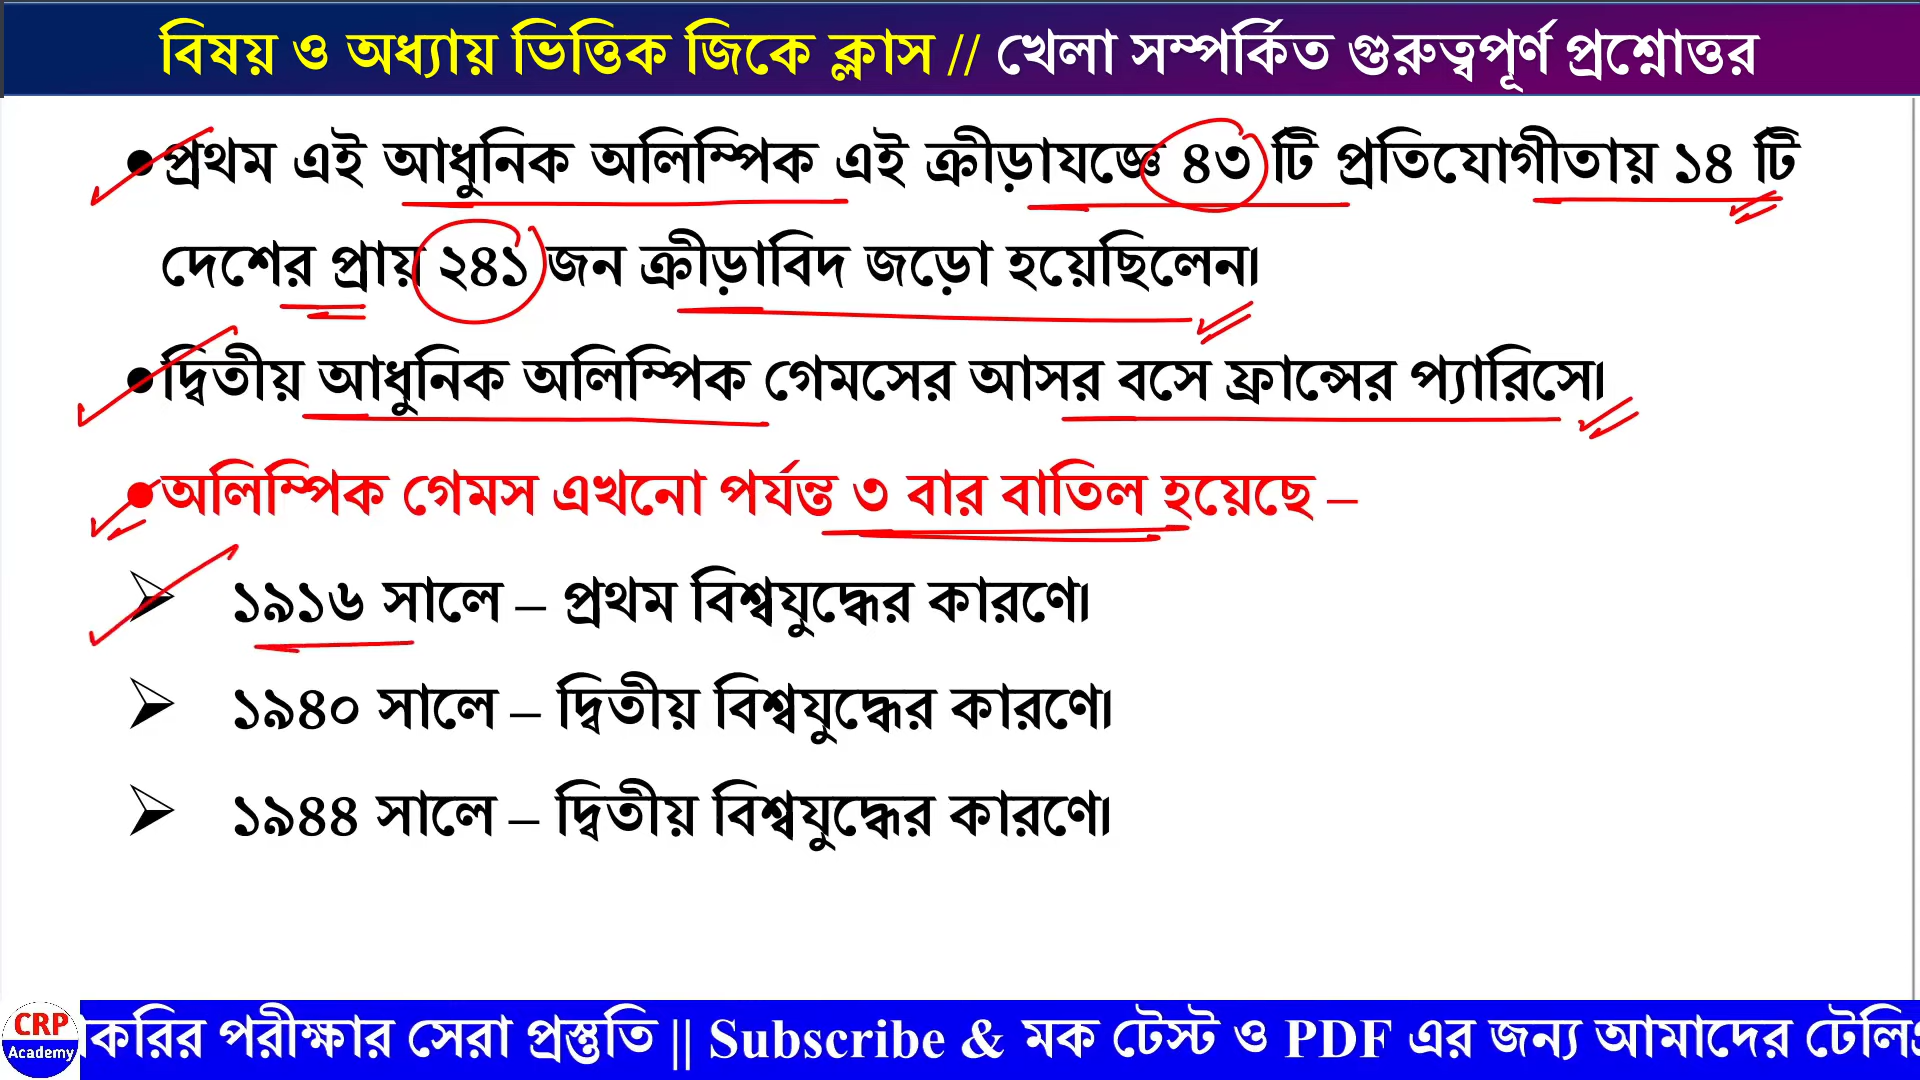 বিষয় ও অধ্যায় ভিত্তিক জিকে ক্লাস // খেলা সম্পর্কিত গুরুত্বপূর্ণ প্রশ্নোত্তর
•প্রথম এই আধুনিক অলিম্পিক এই ক্রীড়াযজ্ঞে ৪৩ টি প্রতিযোগীতায় ১৪ টি
দেশের প্রায় ২৪১ জন ক্রীড়াবিদ জড়ো হয়েছিলেন।
•দ্বিতীয় আধুনিক অলিম্পিক গেমসের আসর বসে ফ্রান্সের প্যারিসে।
•অলিম্পিক গেমস এখনো পর্যন্ত ৩ বার বাতিল হয়েছে –
➢ ১৯১৬ সালে – প্রথম বিশ্বযুদ্ধের কারণে।
➢ ১৯৪০ সালে – দ্বিতীয় বিশ্বযুদ্ধের কারণে।
➢ ১৯৪৪ সালে – দ্বিতীয় বিশ্বযুদ্ধের কারণে।
CRP
Academy
করির পরীক্ষার সেরা প্রস্তুতি || Subscribe & মক টেস্ট ও PDF এর জন্য আমাদের টেলি